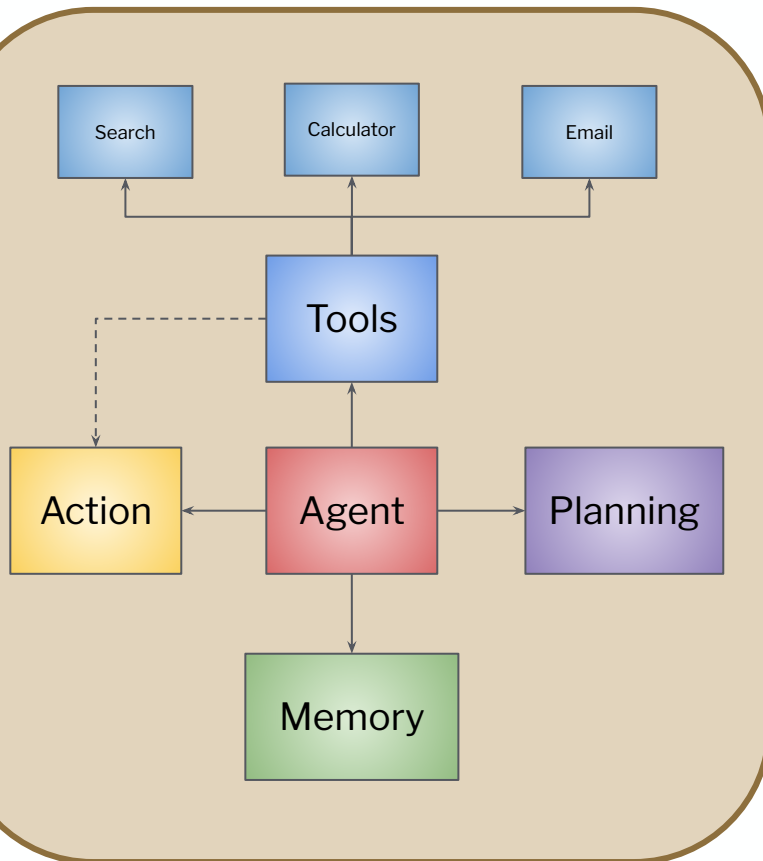 Search
Calculator
Email
Tools
Action
Agent
Planning
Memory